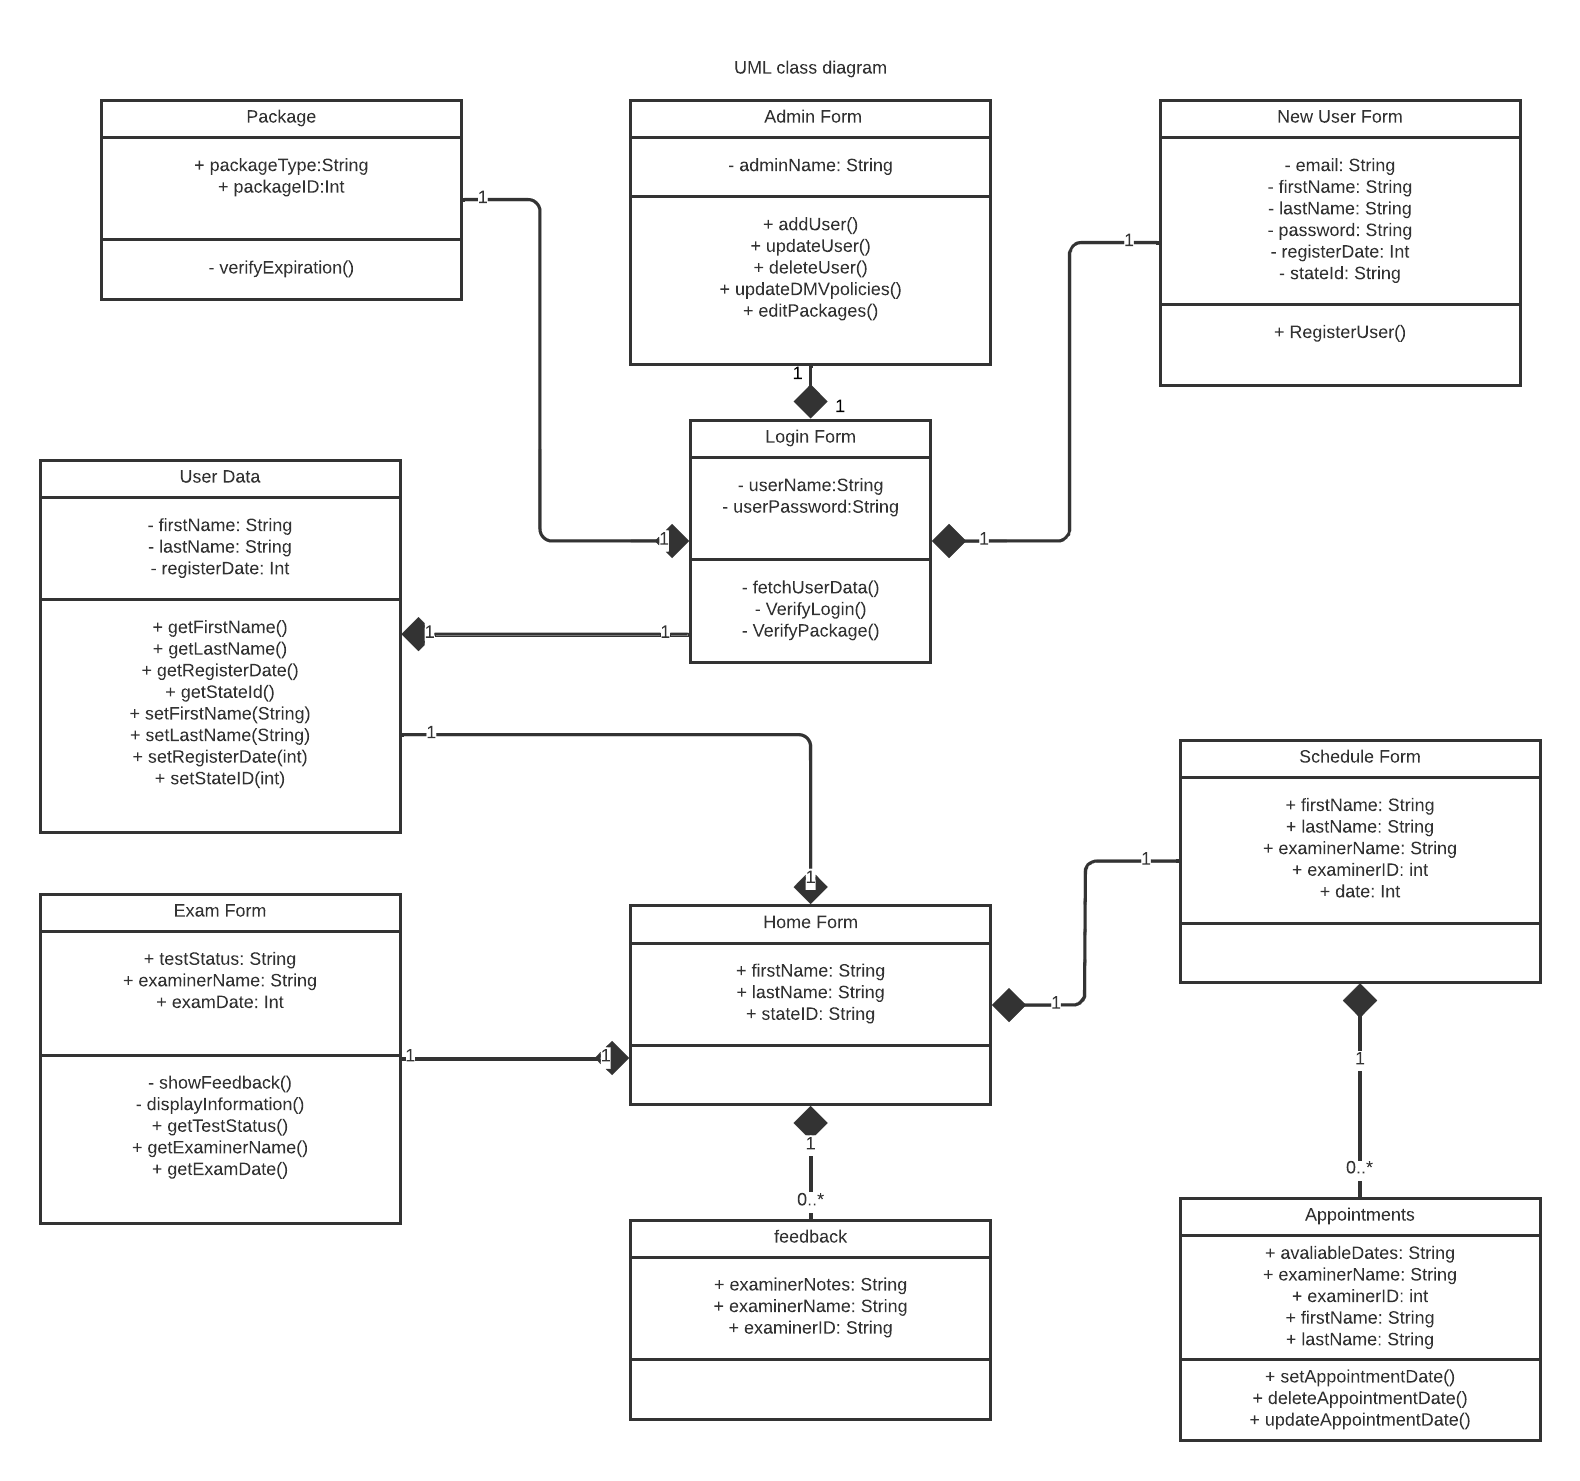 UML class diagram
Package
+ packageType:String
+ packageID:Int
- verifyExpiration()
1
Admin Form
- adminName: String
+ addUser()
+ updateUser()
+ deleteUser()
+ updateDMVpolicies()
+ editPackages()
1
1
New User Form
- email: String
- firstName: String
- lastName: String
- password: String
- registerDate: Int
- stateId: String
+ RegisterUser()
1
Login Form
- userName:String
- userPassword:String
- fetchUserData()
- VerifyLogin()
- VerifyPackage()
1
1
User Data
- firstName: String
- lastName: String
- registerDate: Int
+ getFirstName()
+ getLastName()
+ getRegisterDate()
+ getStateId()
+ setFirstName(String)
+ setLastName(String)
+ setRegisterDate(int)
+ setStateID(int)
1
1
1
1
Schedule Form
+ firstName: String
+ lastName: String
+ examinerName: String
+ examinerID: int
+ date: Int
1
1
Exam Form
+ testStatus: String
+ examinerName: String
+ examDate: Int
- showFeedback()
- displayInformation()
+ getTestStatus()
+ getExaminerName()
+ getExamDate()
1
1
Home Form
+ firstName: String
+ lastName: String
+ stateID: String
1
0..*
feedback
+ examinerNotes: String
+ examinerName: String
+ examinerID: String
1
0..*
Appointments
+ avaliableDates: String
+ examinerName: String
+ examinerID: int
+ firstName: String
+ lastName: String
+ setAppointmentDate()
+ deleteAppointmentDate()
+ updateAppointmentDate()